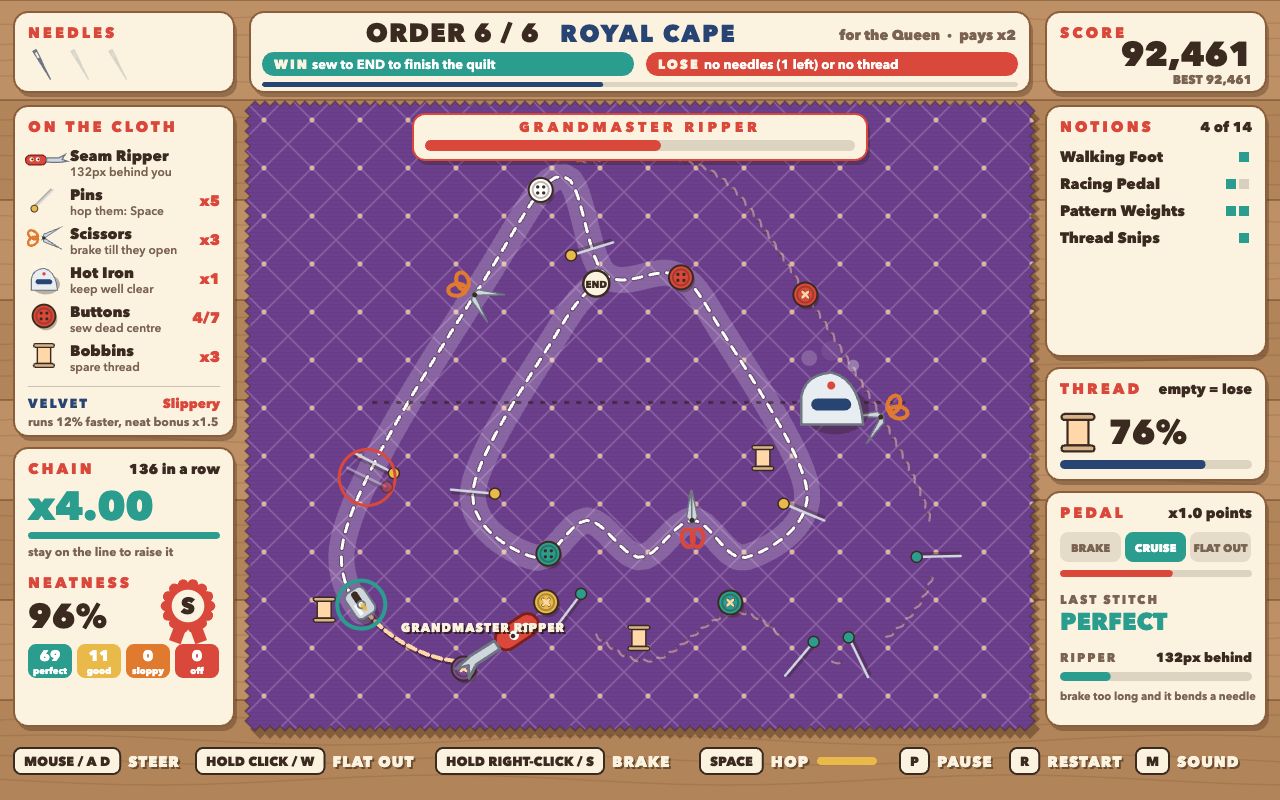 NEEDLES
ORDER 6 / 6 ROYAL CAPE
for the Queen · pays x2
WIN sew to END to finish the quilt
LOSE no needles (1 left) or no thread
SCORE
92,461
BEST 92,461
ON THE CLOTH
Seam Ripper
132px behind you
Pins
hop them: Space
x5
Scissors
brake till they open
x3
Hot Iron
keep well clear
x1
Buttons
sew dead centre
4/7
Bobbins
spare thread
x3
VELVET Slippery
runs 12% faster, neat bonus x1.5
CHAIN 136 in a row
x4.00
stay on the line to raise it
NEATNESS
96%
S
69 perfect
11 good
0 sloppy
0 off
GRANDMASTER RIPPER
END
GRANDMASTER RIPPER
NOTIONS 4 of 14
Walking Foot
Racing Pedal
Pattern Weights
Thread Snips
THREAD empty = lose
76%
PEDAL x1.0 points
BRAKE CRUISE FLAT OUT
LAST STITCH
PERFECT
RIPPER 132px behind
brake too long and it bends a needle
MOUSE / A D STEER HOLD CLICK / W FLAT OUT HOLD RIGHT-CLICK / S BRAKE SPACE HOP P PAUSE R RESTART M SOUND